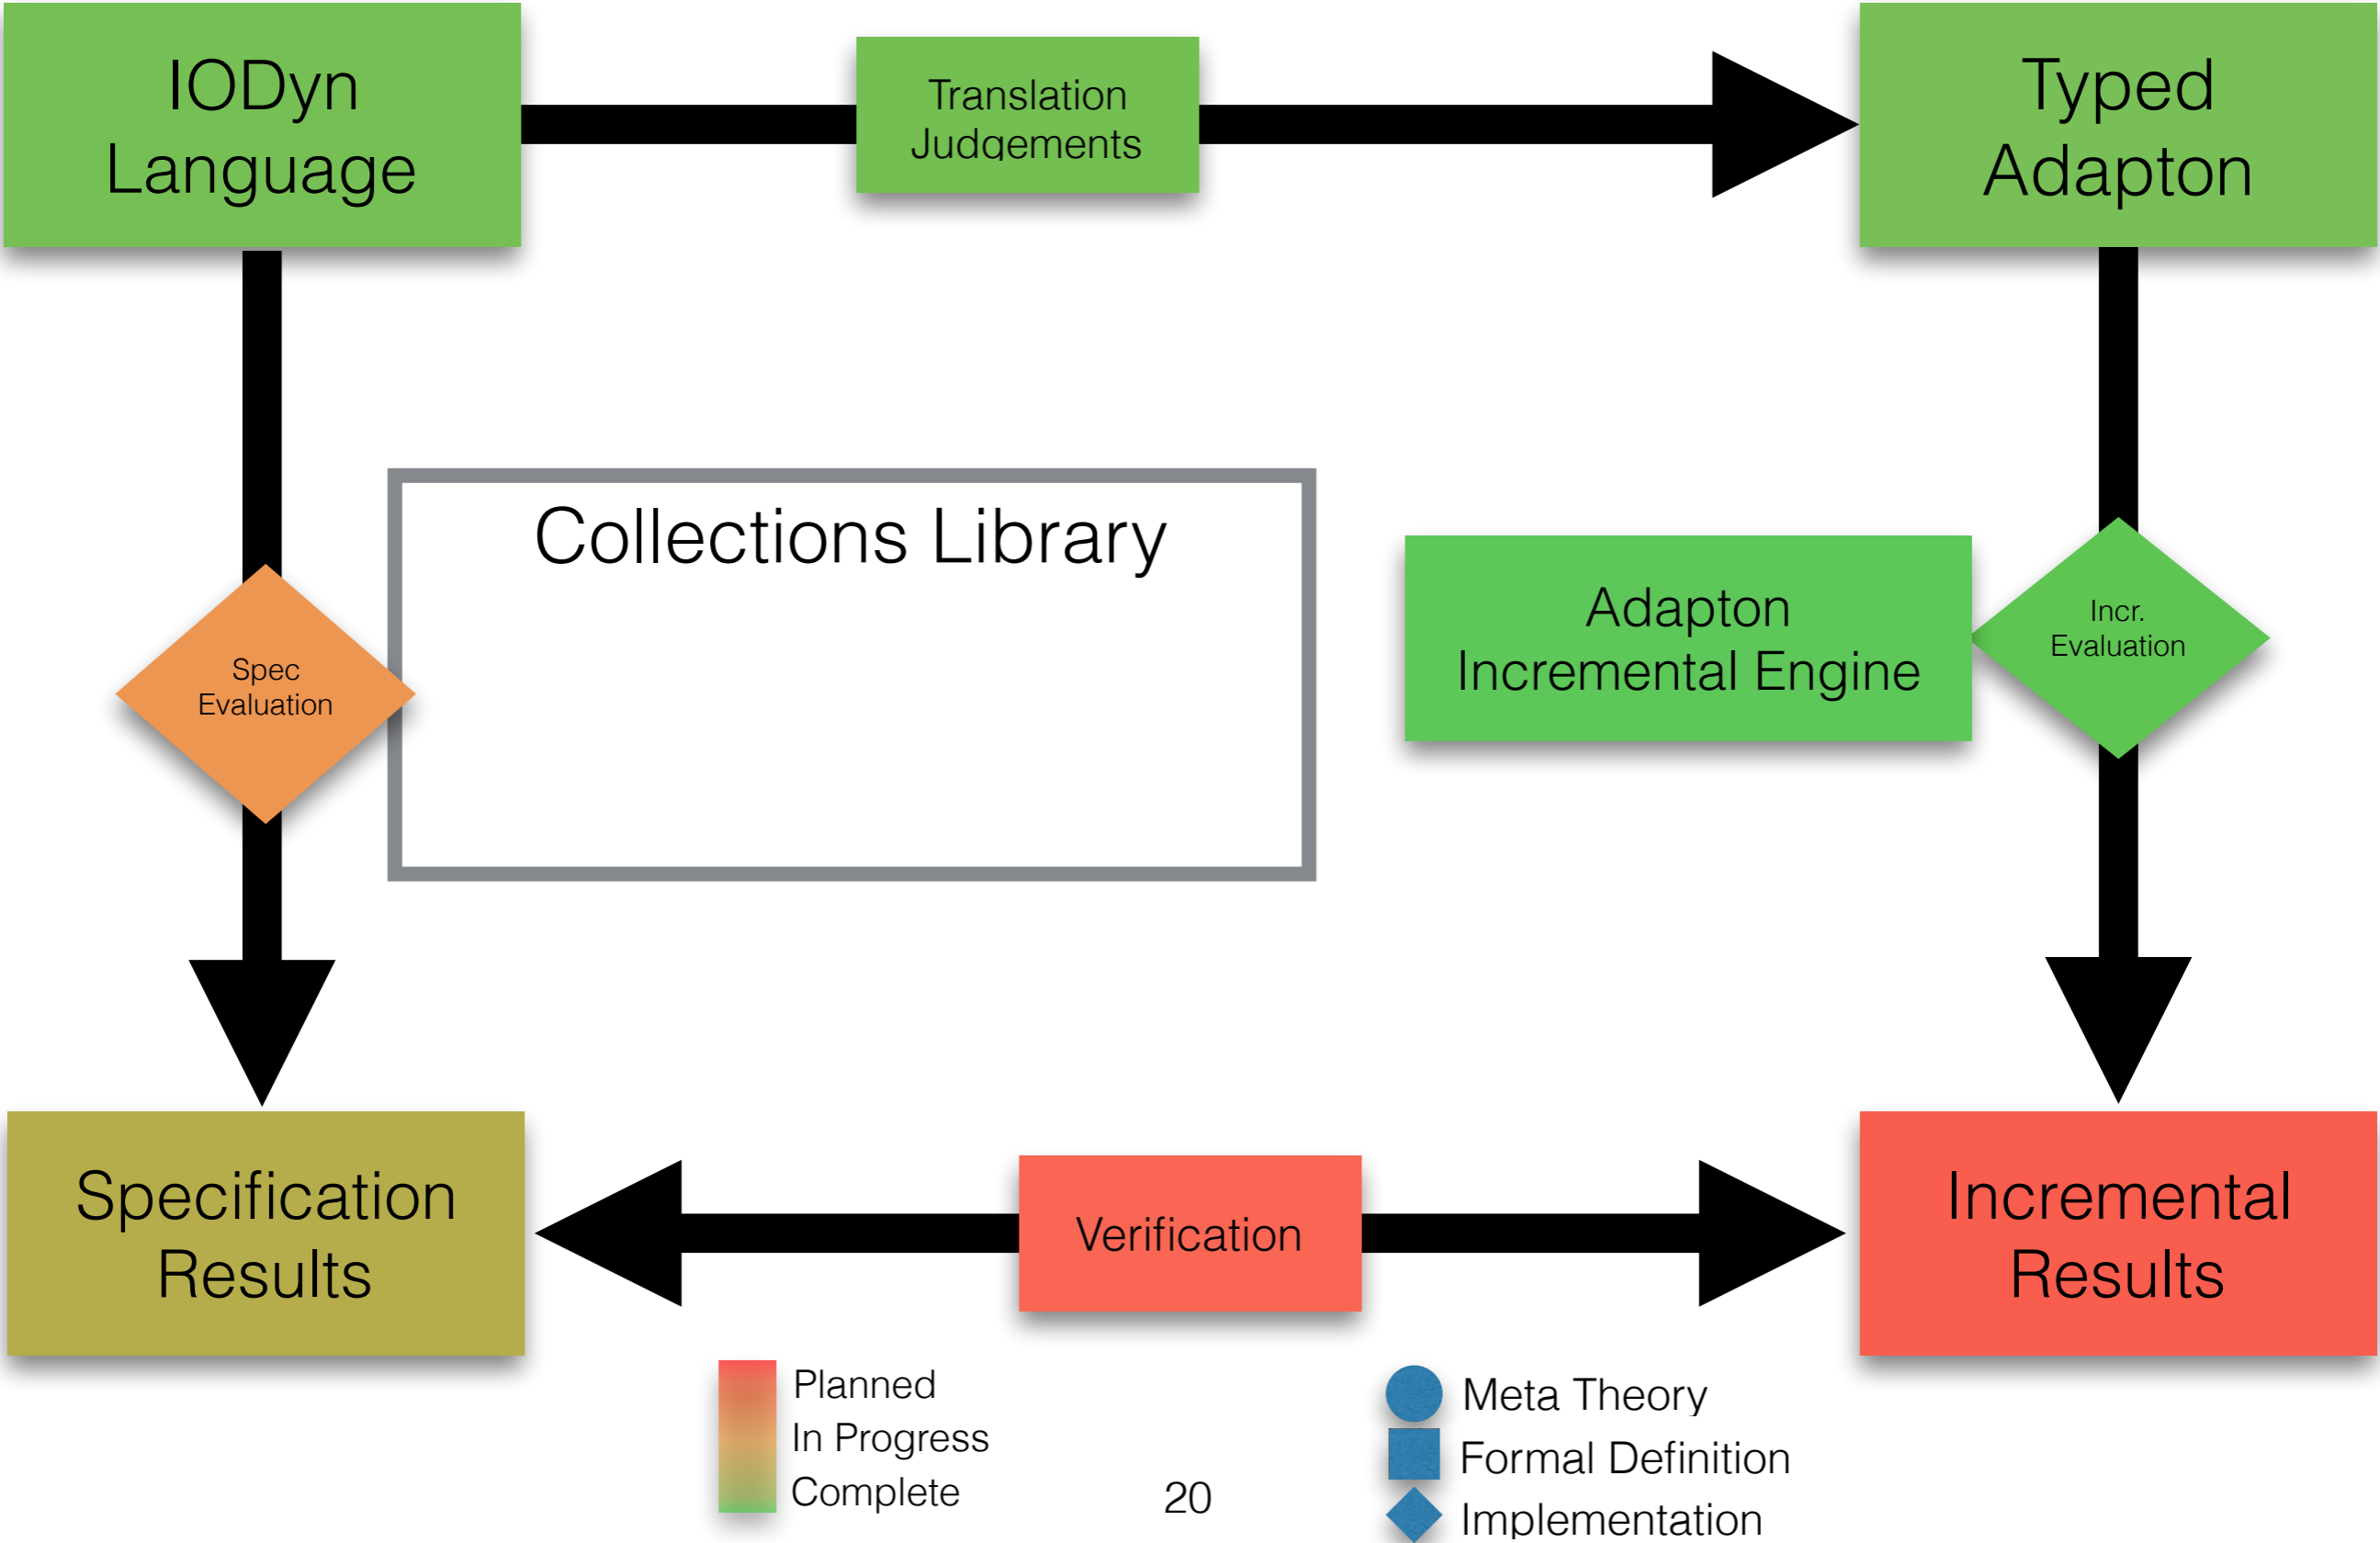 IODyn
Language
Translation
Judgements
Typed
Adapton
Collections Library
Adapton
Incremental Engine
Incr.
Evaluation
Spec
Evaluation
Specification
Results
Verification
Incremental
Results
Planned
In Progress
Complete
20
Meta Theory
Formal Definition
Implementation